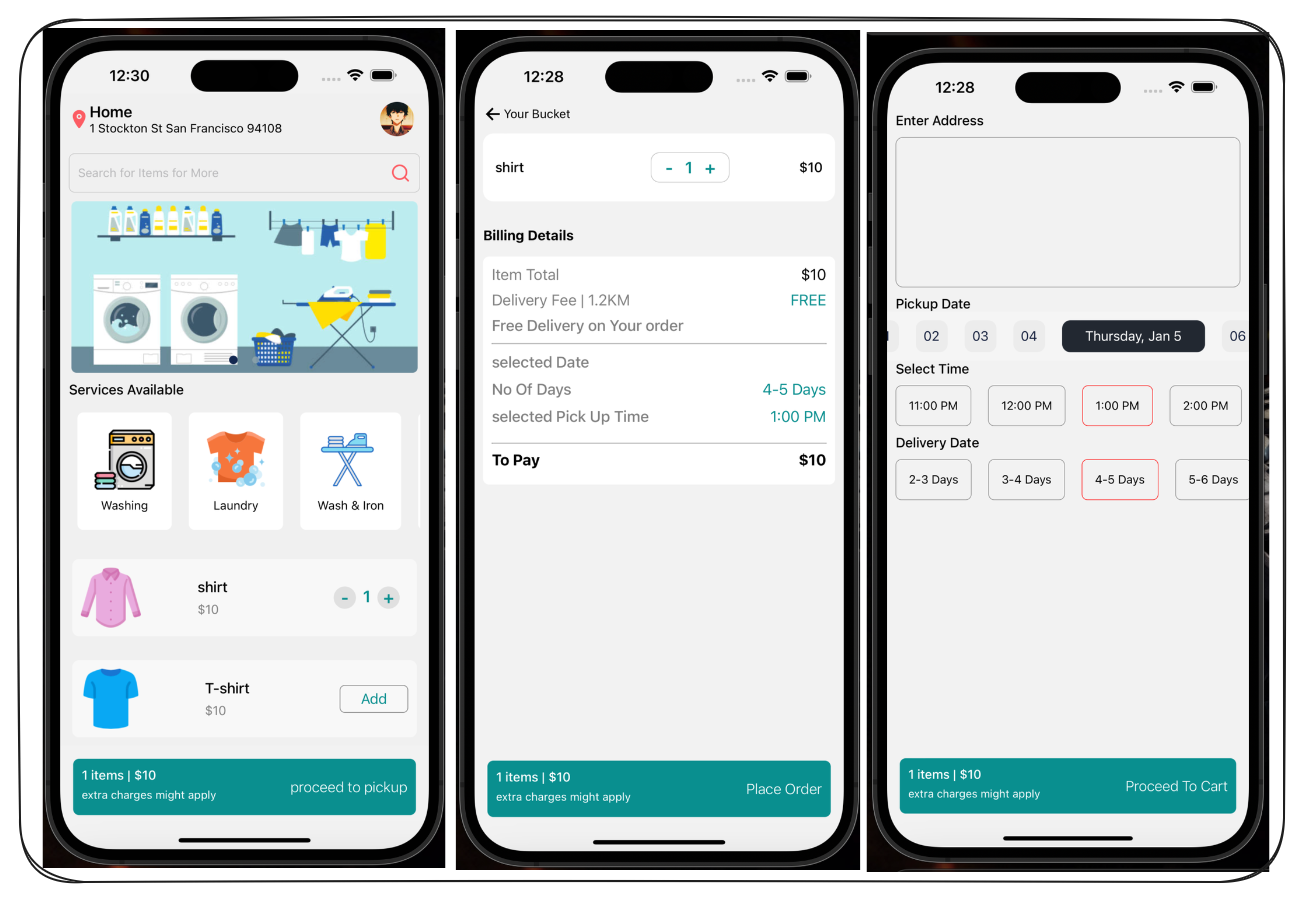 12:30
Home
1 Stockton St San Francisco 94108
Search for Items for More
Services Available
Washing
Laundry
Wash & Iron
shirt
$10
- 1 +
T-shirt
$10
Add
1 items | $10
extra charges might apply
proceed to pickup
12:28
Your Bucket
shirt - 1 + $10
Billing Details
Item Total $10
Delivery Fee | 1.2KM FREE
Free Delivery on Your order
selected Date
No Of Days 4-5 Days
selected Pick Up Time 1:00 PM
To Pay $10
1 items | $10
extra charges might apply
Place Order
12:28
Enter Address
Pickup Date
02 03 04 Thursday, Jan 5 06
Select Time
11:00 PM 12:00 PM 1:00 PM 2:00 PM
Delivery Date
2-3 Days 3-4 Days 4-5 Days 5-6 Days
1 items | $10
extra charges might apply
Proceed To Cart